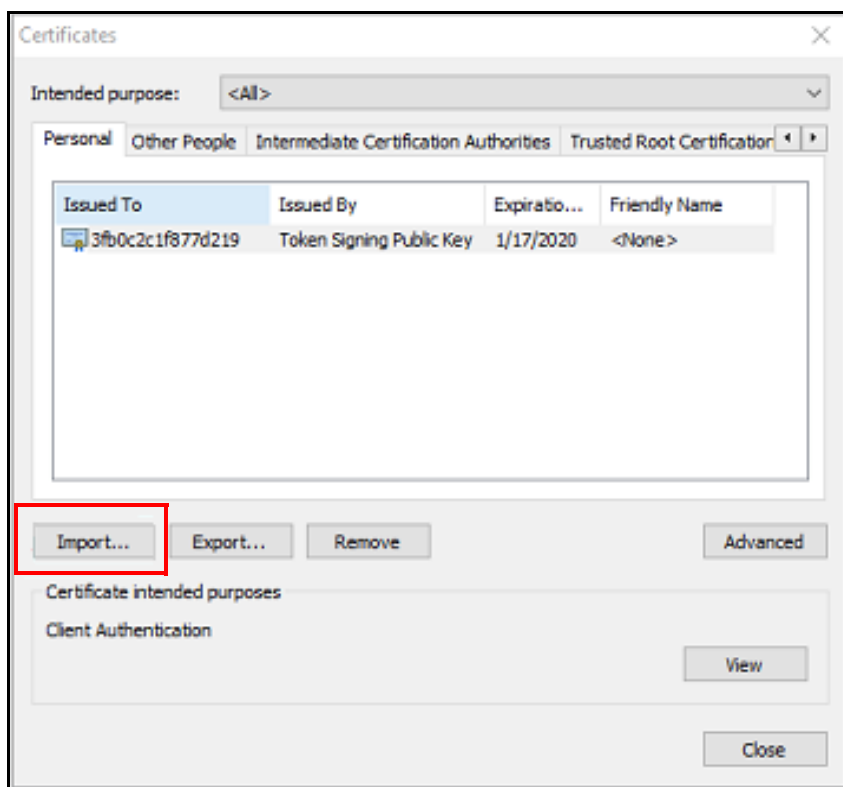 Certificates
Intended purpose: <All>
Personal Other People Intermediate Certification Authorities Trusted Root Certification
Issued To Issued By Expiratio... Friendly Name
3fb0c2c1f877d219 Token Signing Public Key 1/17/2020 <None>
Import... Export... Remove Advanced
Certificate intended purposes
Client Authentication
View
Close